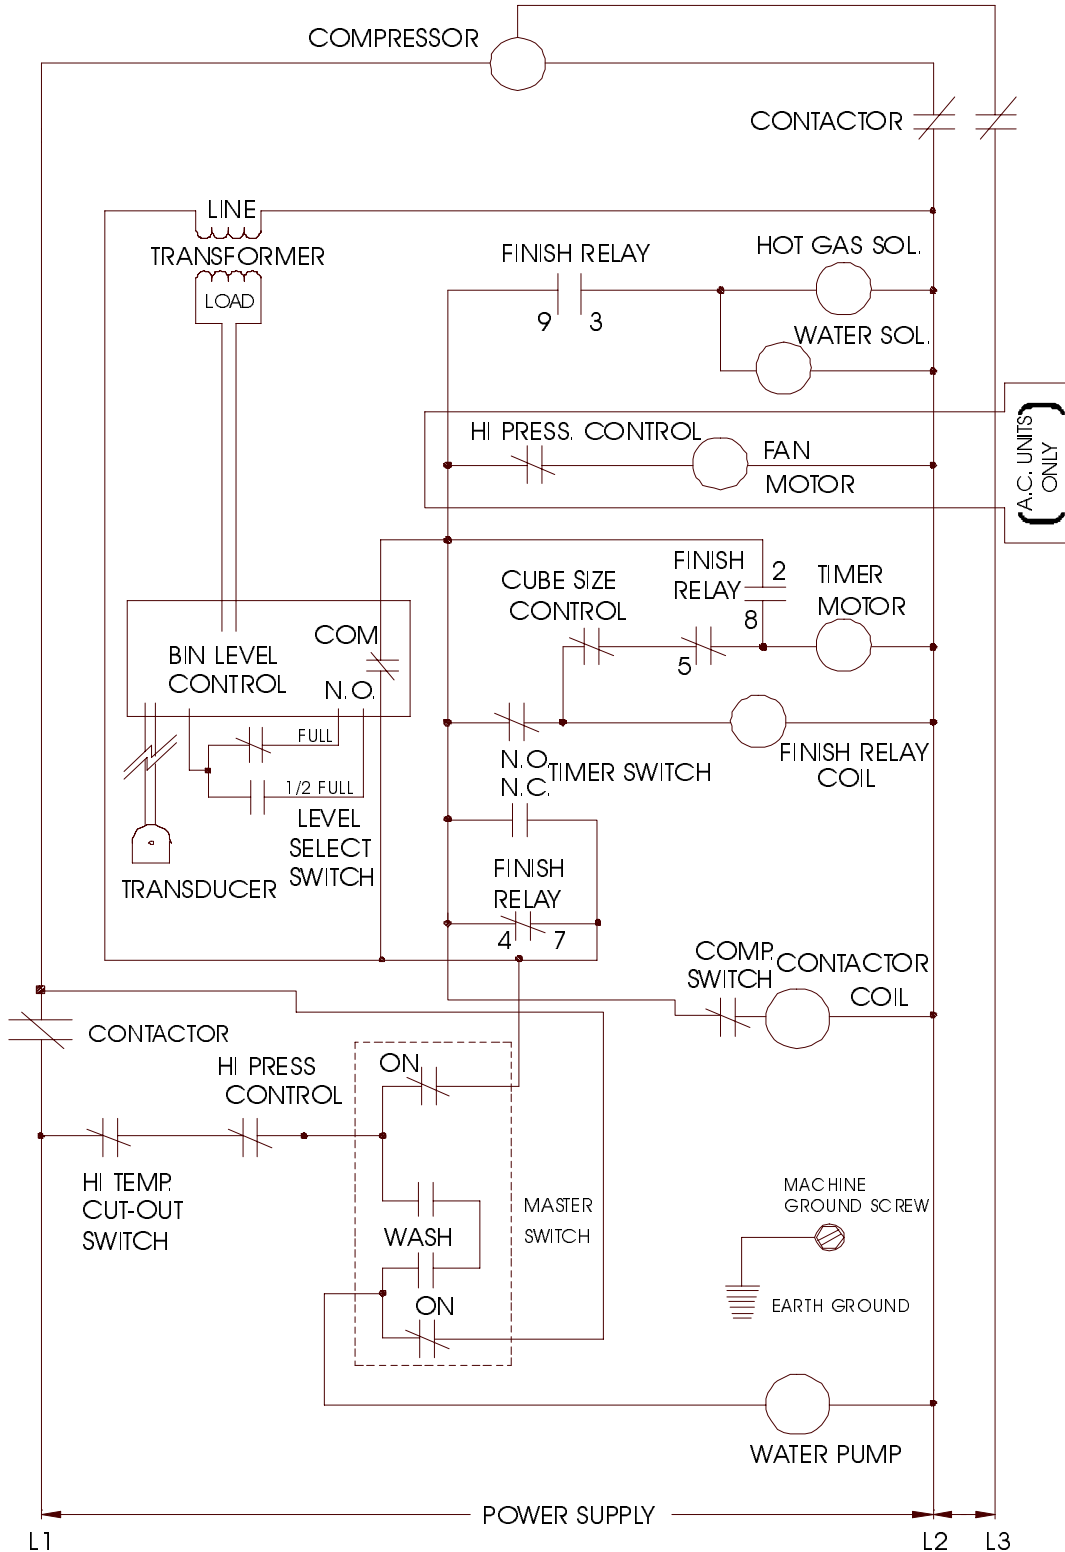 COMPRESSOR
CONTACTOR
LINE
TRANSFORMER
LOAD
FINISH RELAY
9 3
HOT GAS SOL.
WATER SOL.
HI PRESS. CONTROL
FAN
MOTOR
A.C. UNITS
ONLY
FINISH
RELAY
2
8
CUBE SIZE
CONTROL
5
TIMER
MOTOR
COM
BIN LEVEL
CONTROL
N.O.
FULL
1/2 FULL
LEVEL
SELECT
SWITCH
TRANSDUCER
N.O.
TIMER SWITCH
N.C.
FINISH RELAY
COIL
FINISH
RELAY
4 7
COMP.
SWITCH
CONTACTOR
COIL
CONTACTOR
HI PRESS
CONTROL
ON
HI TEMP.
CUT-OUT
SWITCH
WASH
ON
MASTER
SWITCH
MACHINE
GROUND SCREW
EARTH GROUND
WATER PUMP
POWER SUPPLY
L1 L2 L3